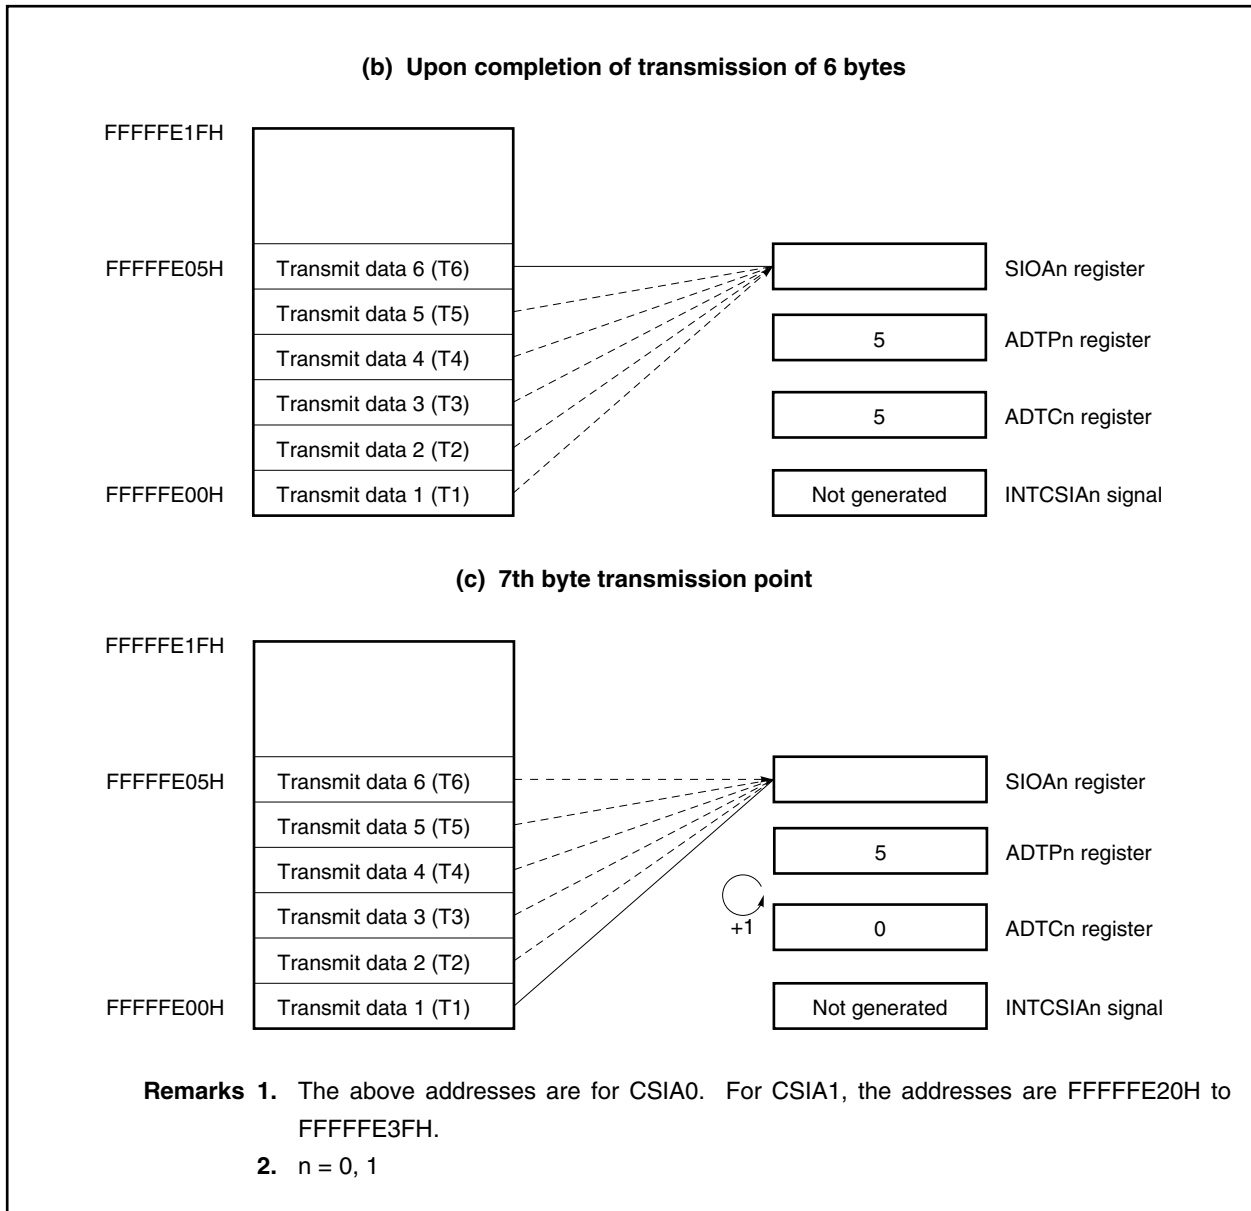 (b) Upon completion of transmission of 6 bytes
FFFFFE1FH
FFFFFE05H Transmit data 6 (T6) SIOAn register
Transmit data 5 (T5)
5 ADTPn register
Transmit data 4 (T4)
Transmit data 3 (T3)
5 ADTCn register
Transmit data 2 (T2)
FFFFFE00H Transmit data 1 (T1) Not generated INTCSIAn signal
(c) 7th byte transmission point
FFFFFE1FH
FFFFFE05H Transmit data 6 (T6) SIOAn register
Transmit data 5 (T5)
5 ADTPn register
Transmit data 4 (T4)
Transmit data 3 (T3)
+1 0 ADTCn register
Transmit data 2 (T2)
FFFFFE00H Transmit data 1 (T1) Not generated INTCSIAn signal
Remarks 1. The above addresses are for CSIA0. For CSIA1, the addresses are FFFFFE20H to
FFFFFE3FH.
2. n = 0, 1